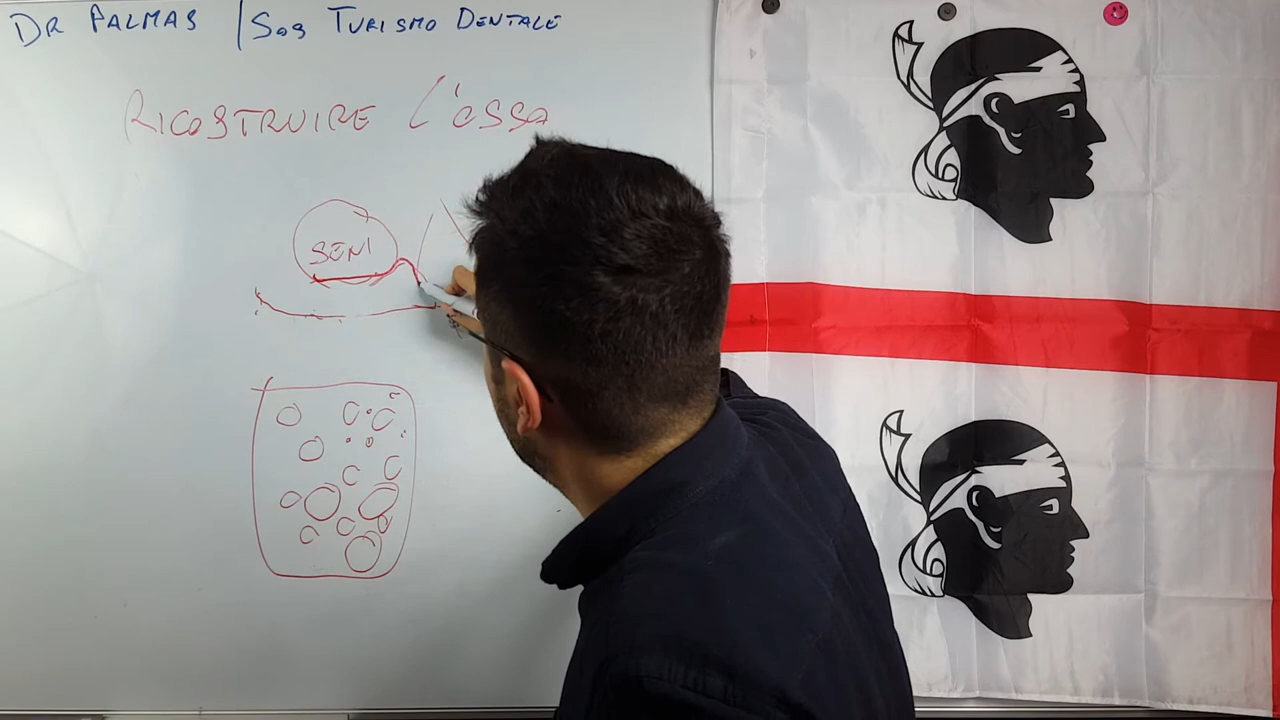 DR PALMAS | SOS TURISMO DENTALE
RICOSTRUIRE L'OSSO
SENI